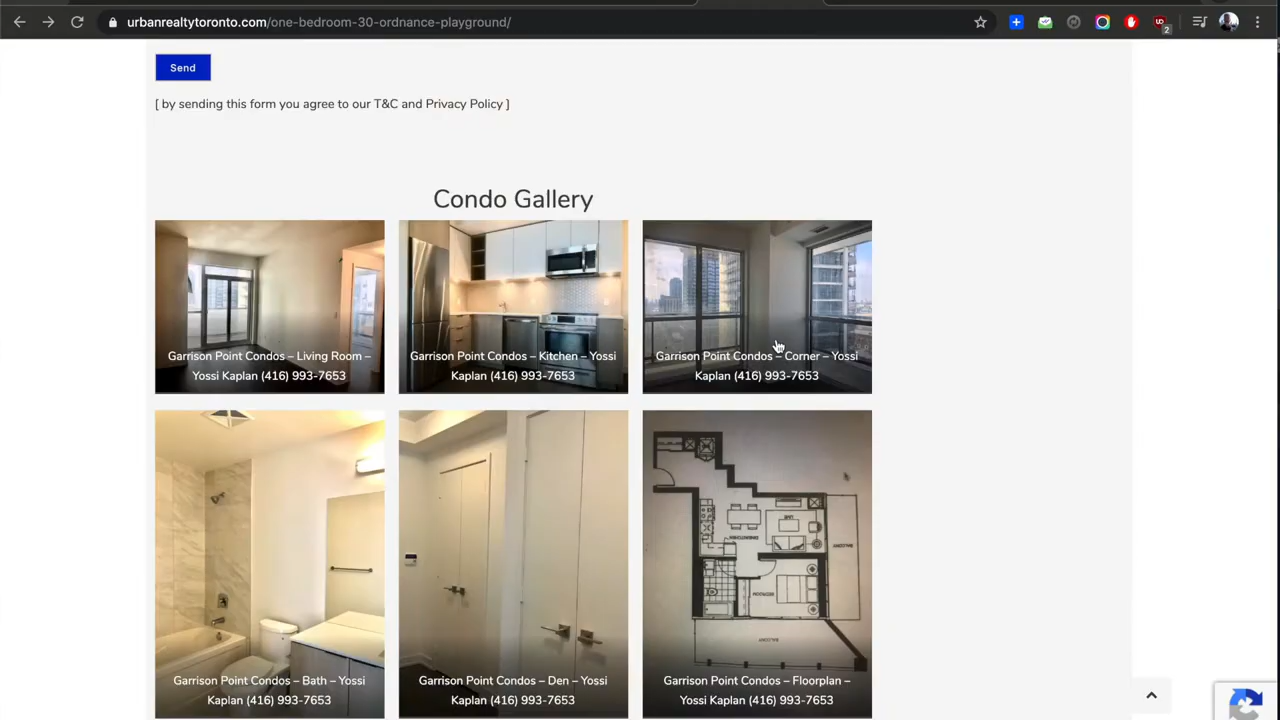 urbanrealtytoronto.com/one-bedroom-30-ordnance-playground/
2
Send
[ by sending this form you agree to our T&C and Privacy Policy ]
Condo Gallery
Garrison Point Condos – Living Room –
Yossi Kaplan (416) 993-7653
Garrison Point Condos – Kitchen – Yossi
Kaplan (416) 993-7653
Garrison Point Condos – Corner – Yossi
Kaplan (416) 993-7653
BALCONY
BEDROOM
BALCONY
Garrison Point Condos – Bath – Yossi
Kaplan (416) 993-7653
Garrison Point Condos – Den – Yossi
Kaplan (416) 993-7653
Garrison Point Condos – Floorplan –
Yossi Kaplan (416) 993-7653